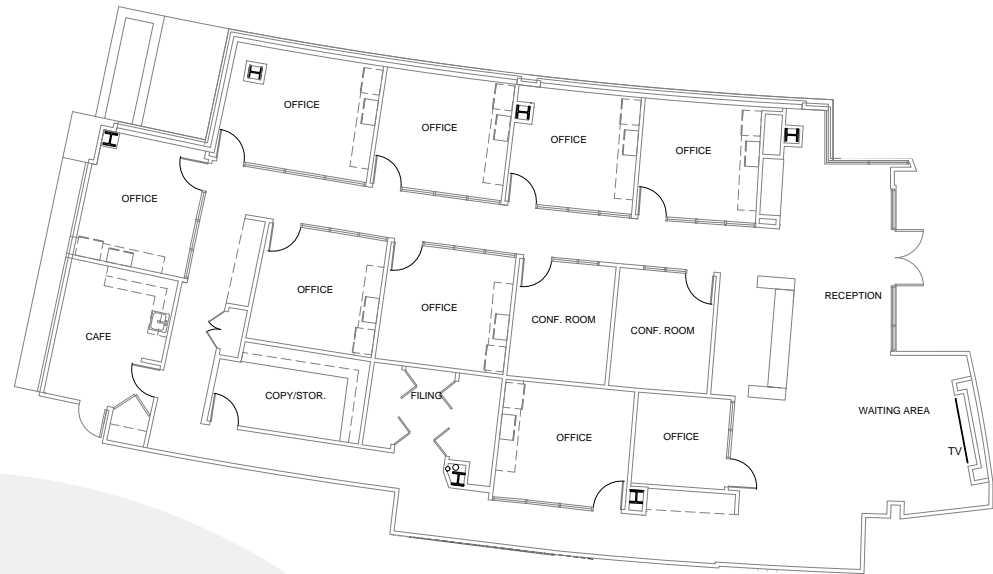 OFFICE
OFFICE
OFFICE
OFFICE
OFFICE
OFFICE
OFFICE
CONF. ROOM
CONF. ROOM
RECEPTION
CAFE
COPY/STOR.
FILING
OFFICE
OFFICE
WAITING AREA
TV